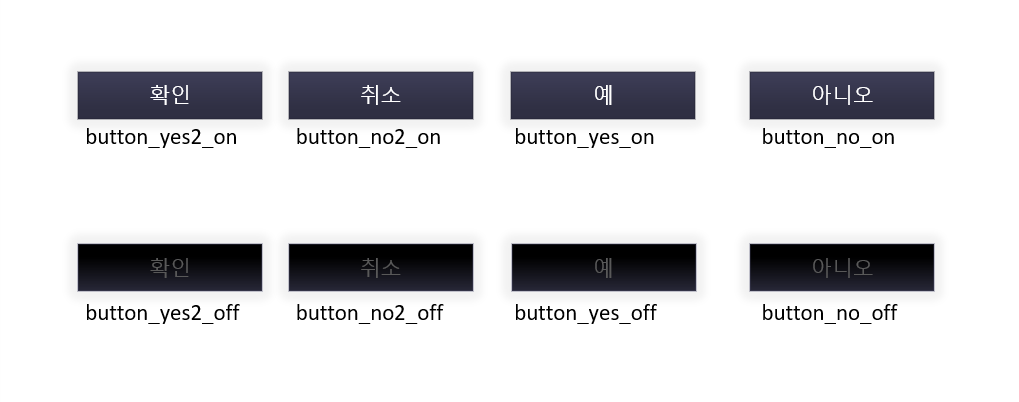 확인 취소 예 아니오
button_yes2_on button_no2_on button_yes_on button_no_on
확인 취소 예 아니오
button_yes2_off button_no2_off button_yes_off button_no_off